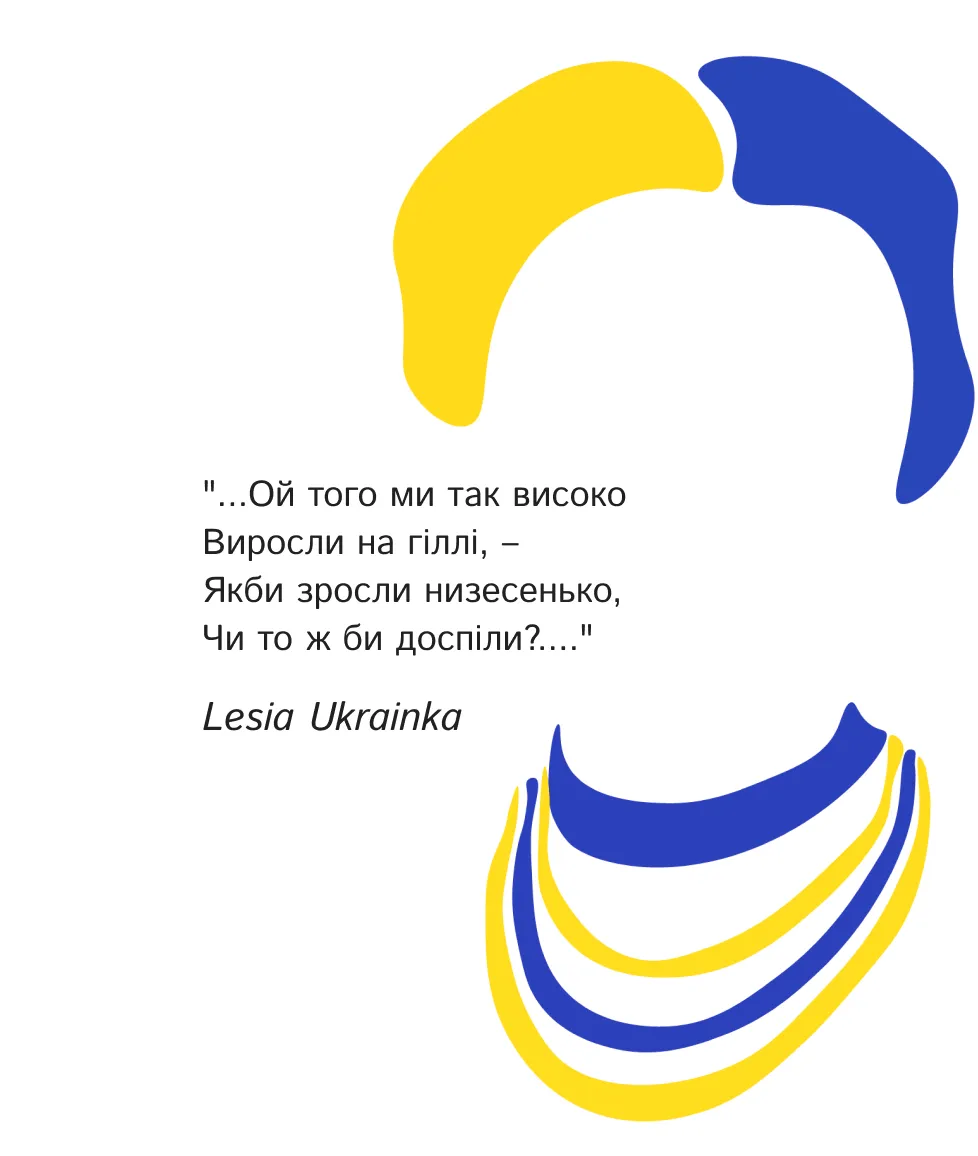 "...Ой того ми так високо
Виросли на гіллі, –
Якби зросли низесенько,
Чи то ж би доспіли?...."
Lesia Ukrainka